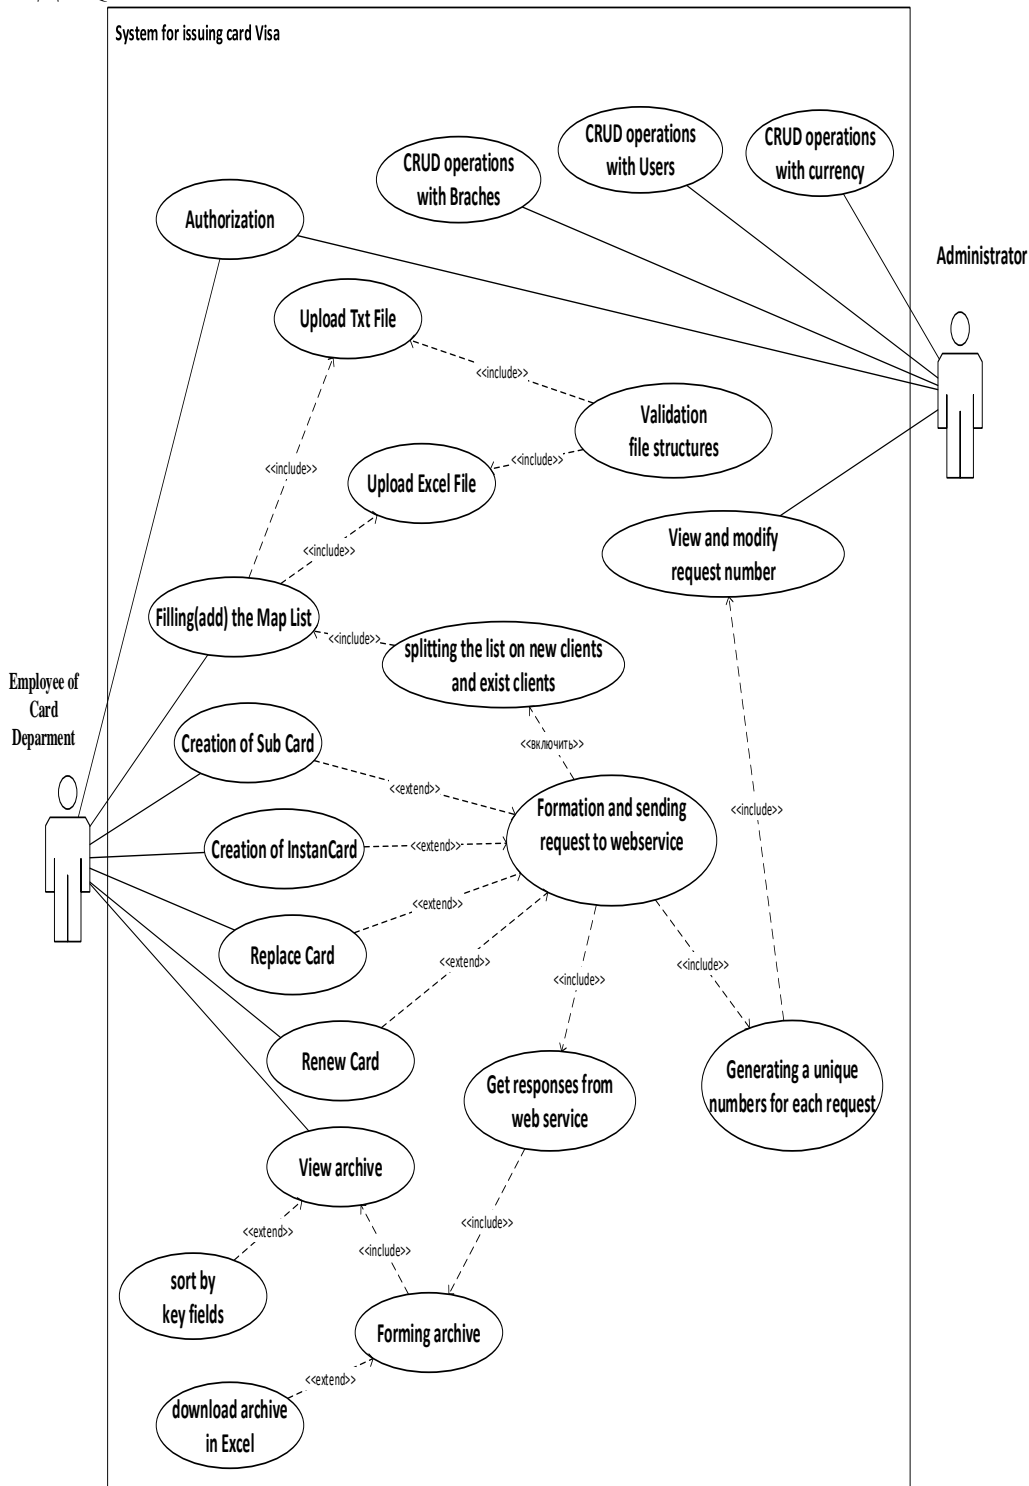 System for issuing card Visa
CRUD operations
with Braches
CRUD operations
with Users
CRUD operations
with currency
Authorization
Administrator
Upload Txt File
<<include>>
Validation
file structures
<<include>>
<<include>>
Upload Excel File
<<include>>
View and modify
request number
Filling(add) the Map List
<<include>>
splitting the list on new clients
and exist clients
Employee of
Card
Deparment
Creation of Sub Card
<<включить>>
<<extend>>
Formation and sending
request to webservice
<<include>>
Creation of InstanCard
<<extend>>
<<extend>>
Replace Card
<<extend>>
<<include>>
<<include>>
Renew Card
Get responses from
web service
Generating a unique
numbers for each request
View archive
<<extend>>
<<include>>
<<include>>
sort by
key fields
Forming archive
<<extend>>
download archive
in Excel